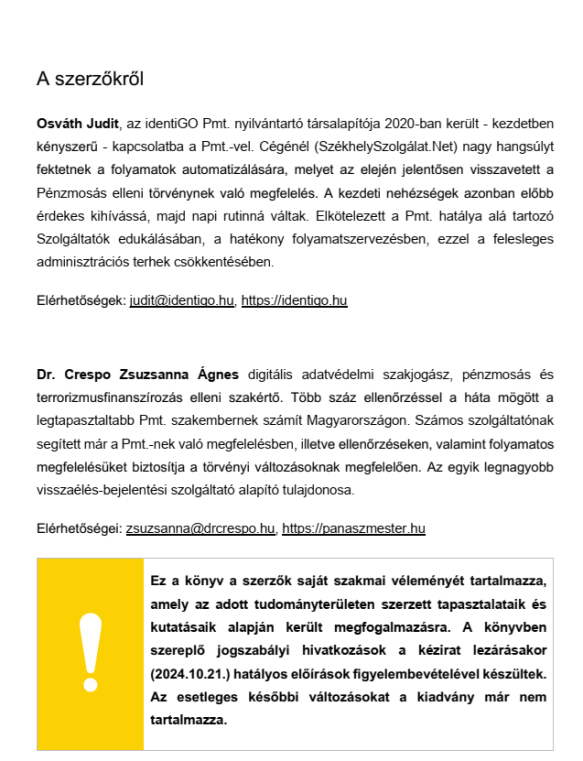 A szerzőkről
Osváth Judit, az identiGO Pmt. nyilvántartó társalapítója 2020-ban került - kezdetben
kényszerű - kapcsolatba a Pmt.-vel. Cégénél (SzékhelySzolgálat.Net) nagy hangsúlyt
fektetnek a folyamatok automatizálására, melyet az elején jelentősen visszavetett a
Pénzmosás elleni törvénynek való megfelelés. A kezdeti nehézségek azonban előbb
érdekes kihívássá, majd napi rutinná váltak. Elkötelezett a Pmt. hatálya alá tartozó
Szolgáltatók edukálásában, a hatékony folyamatszervezésben, ezzel a felesleges
adminisztrációs terhek csökkentésében.
Elérhetőségek: judit@identigo.hu, https://identigo.hu
Dr. Crespo Zsuzsanna Ágnes digitális adatvédelmi szakjogász, pénzmosás és
terrorizmusfinanszírozás elleni szakértő. Több száz ellenőrzéssel a háta mögött a
legtapasztaltabb Pmt. szakembernek számít Magyarországon. Számos szolgáltatónak
segített már a Pmt.-nek való megfelelésben, illetve ellenőrzéseken, valamint folyamatos
megfelelésüket biztosítja a törvényi változásoknak megfelelően. Az egyik legnagyobb
visszaélés-bejelentési szolgáltató alapító tulajdonosa.
Elérhetőségei: zsuzsanna@drcrespo.hu, https://panaszmester.hu
Ez a könyv a szerzők saját szakmai véleményét tartalmazza,
amely az adott tudományterületen szerzett tapasztalataik és
kutatásaik alapján került megfogalmazásra. A könyvben
szereplő jogszabályi hivatkozások a kézirat lezárásakor
(2024.10.21.) hatályos előírások figyelembevételével készültek.
Az esetleges későbbi változásokat a kiadvány már nem
tartalmazza.